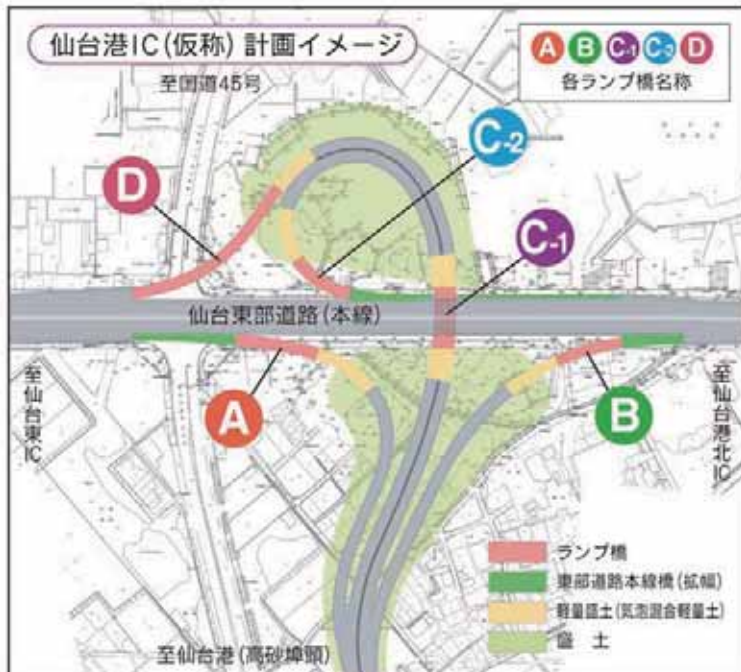 仙台港IC(仮称)計画イメージ
A B C-1 C-2 D
各ランプ橋名称
至国道45号
C-2
D
C-1
仙台東部道路(本線)
至仙台東IC
A
B
至仙台港北IC
ランプ橋
東部道路本線橋(拡幅)
軽量盛土(気泡混合軽量土)
盛 土
至仙台港(高砂埠頭)